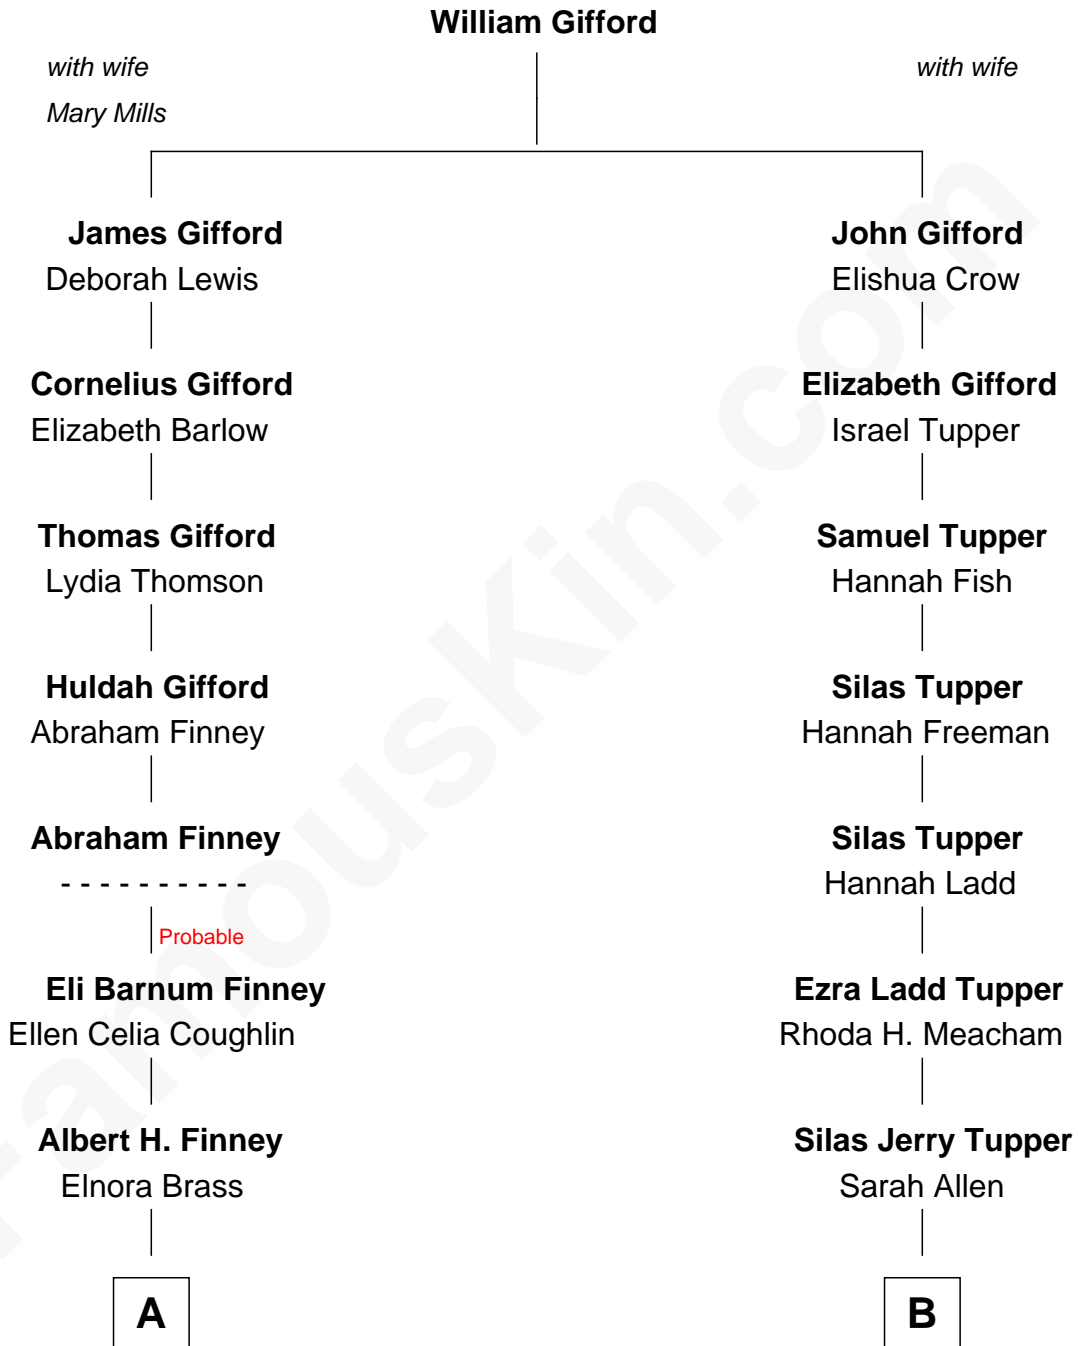 William Gifford
with wife
Mary Mills
with wife
James Gifford
Deborah Lewis
John Gifford
Elishua Crow
Cornelius Gifford
Elizabeth Barlow
Elizabeth Gifford
Israel Tupper
Thomas Gifford
Lydia Thomson
Samuel Tupper
Hannah Fish
Huldah Gifford
Abraham Finney
Silas Tupper
Hannah Freeman
Abraham Finney
- - - - - - - - - -
Silas Tupper
Hannah Ladd
Probable
Eli Barnum Finney
Ellen Celia Coughlin
Ezra Ladd Tupper
Rhoda H. Meacham
Albert H. Finney
Elnora Brass
Silas Jerry Tupper
Sarah Allen
A
B
FamousKin.com